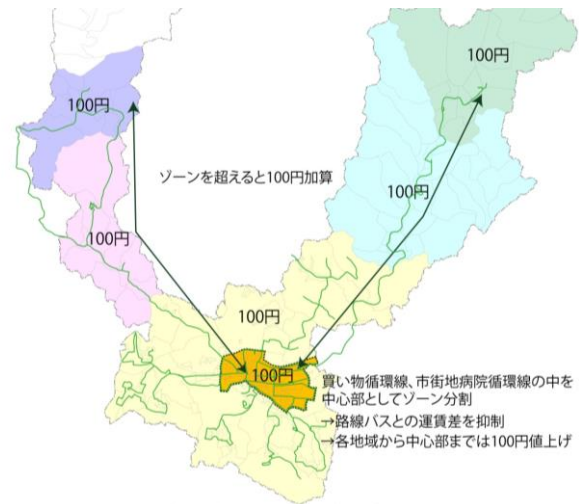 100円
100円
ゾーンを超えると100円加算
100円
100円
100円
100円
買い物循環線、市街地病院循環線の中を
中心部としてゾーン分割
→路線バスとの運賃差を抑制
→各地域から中心部までは100円値上げ